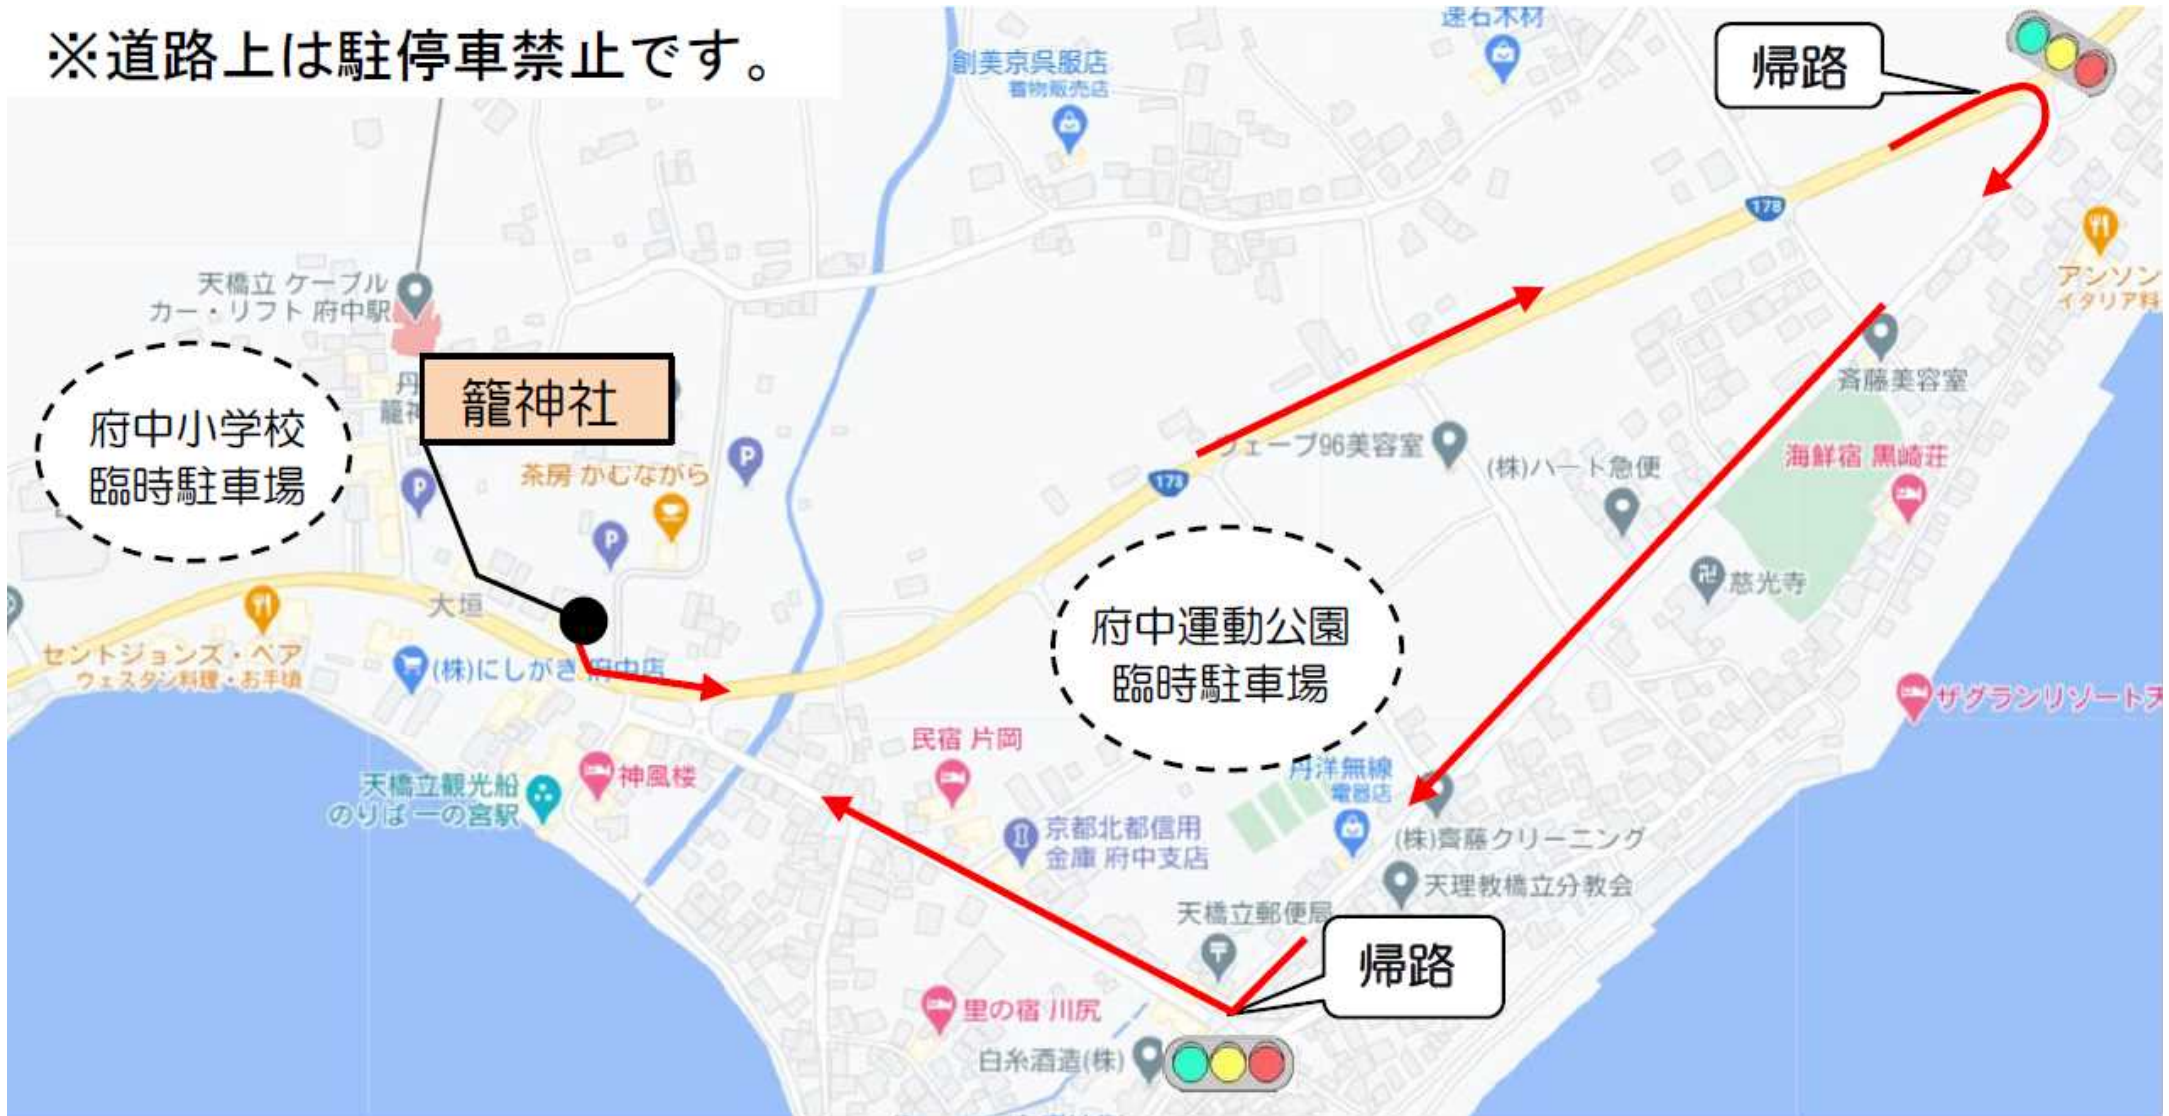 ※道路上は駐停車禁止です。
速石木材
創美京呉服店
着物販売店
帰路
178
天橋立 ケーブル
カー・リフト 府中駅
アンソン
イタリア料
府中小学校
臨時駐車場
籠神社
斉藤美容室
ウェーブ96美容室
茶房 かむながら
(株)ハート急便
海鮮宿 黒崎荘
178
慈光寺
大垣
府中運動公園
臨時駐車場
セントジョンズ・ベア
ウェスタン料理・お手頃
(株)にしがき 府中店
ザグランリゾート天
民宿 片岡
神風楼
丹洋無線
電器店
天橋立観光船
のりば 一の宮駅
京都北都信用
金庫 府中支店
(株)齊藤クリーニング
天理教橋立分教会
天橋立郵便局
帰路
里の宿 川尻
白糸酒造(株)